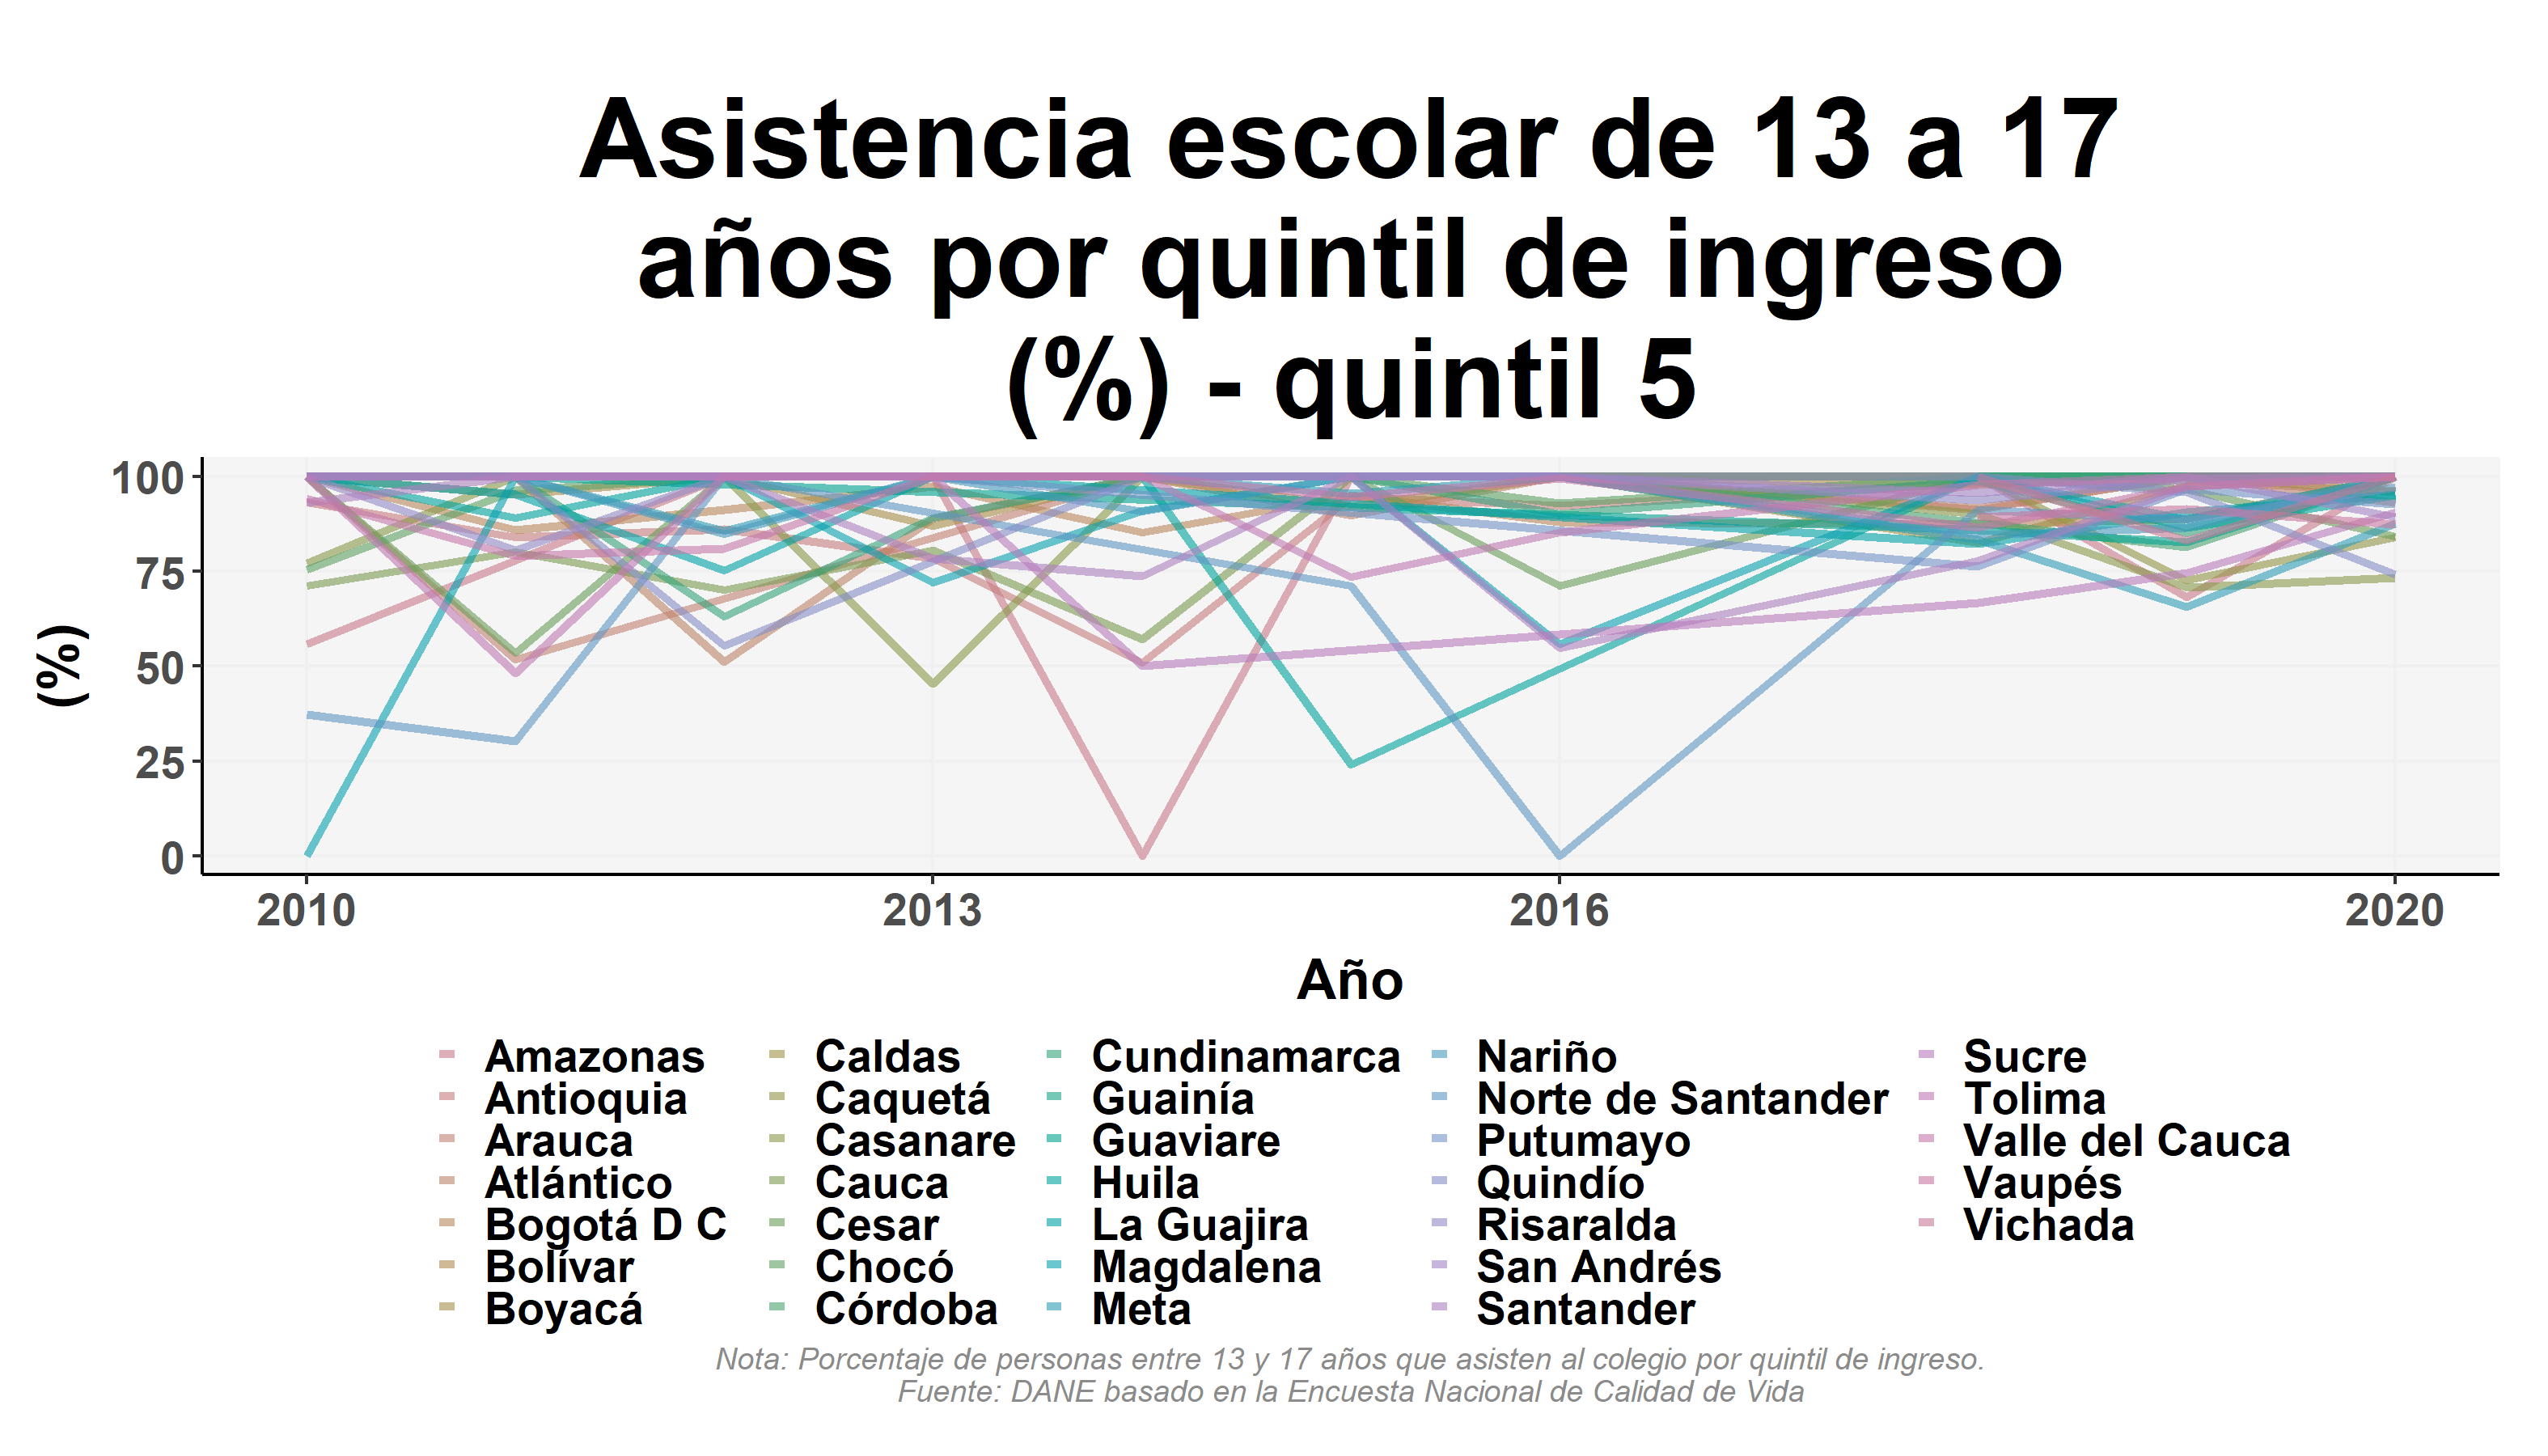 Asistencia escolar de 13 a 17
años por quintil de ingreso
(%) - quintil 5
(%)
100
75
50
25
0
2010 2013 2016 2020
Año
Amazonas
Antioquia
Arauca
Atlántico
Bogotá D C
Bolívar
Boyacá
Caldas
Caquetá
Casanare
Cauca
Cesar
Chocó
Córdoba
Cundinamarca
Guainía
Guaviare
Huila
La Guajira
Magdalena
Meta
Nariño
Norte de Santander
Putumayo
Quindío
Risaralda
San Andrés
Santander
Sucre
Tolima
Valle del Cauca
Vaupés
Vichada
Nota: Porcentaje de personas entre 13 y 17 años que asisten al colegio por quintil de ingreso.
Fuente: DANE basado en la Encuesta Nacional de Calidad de Vida